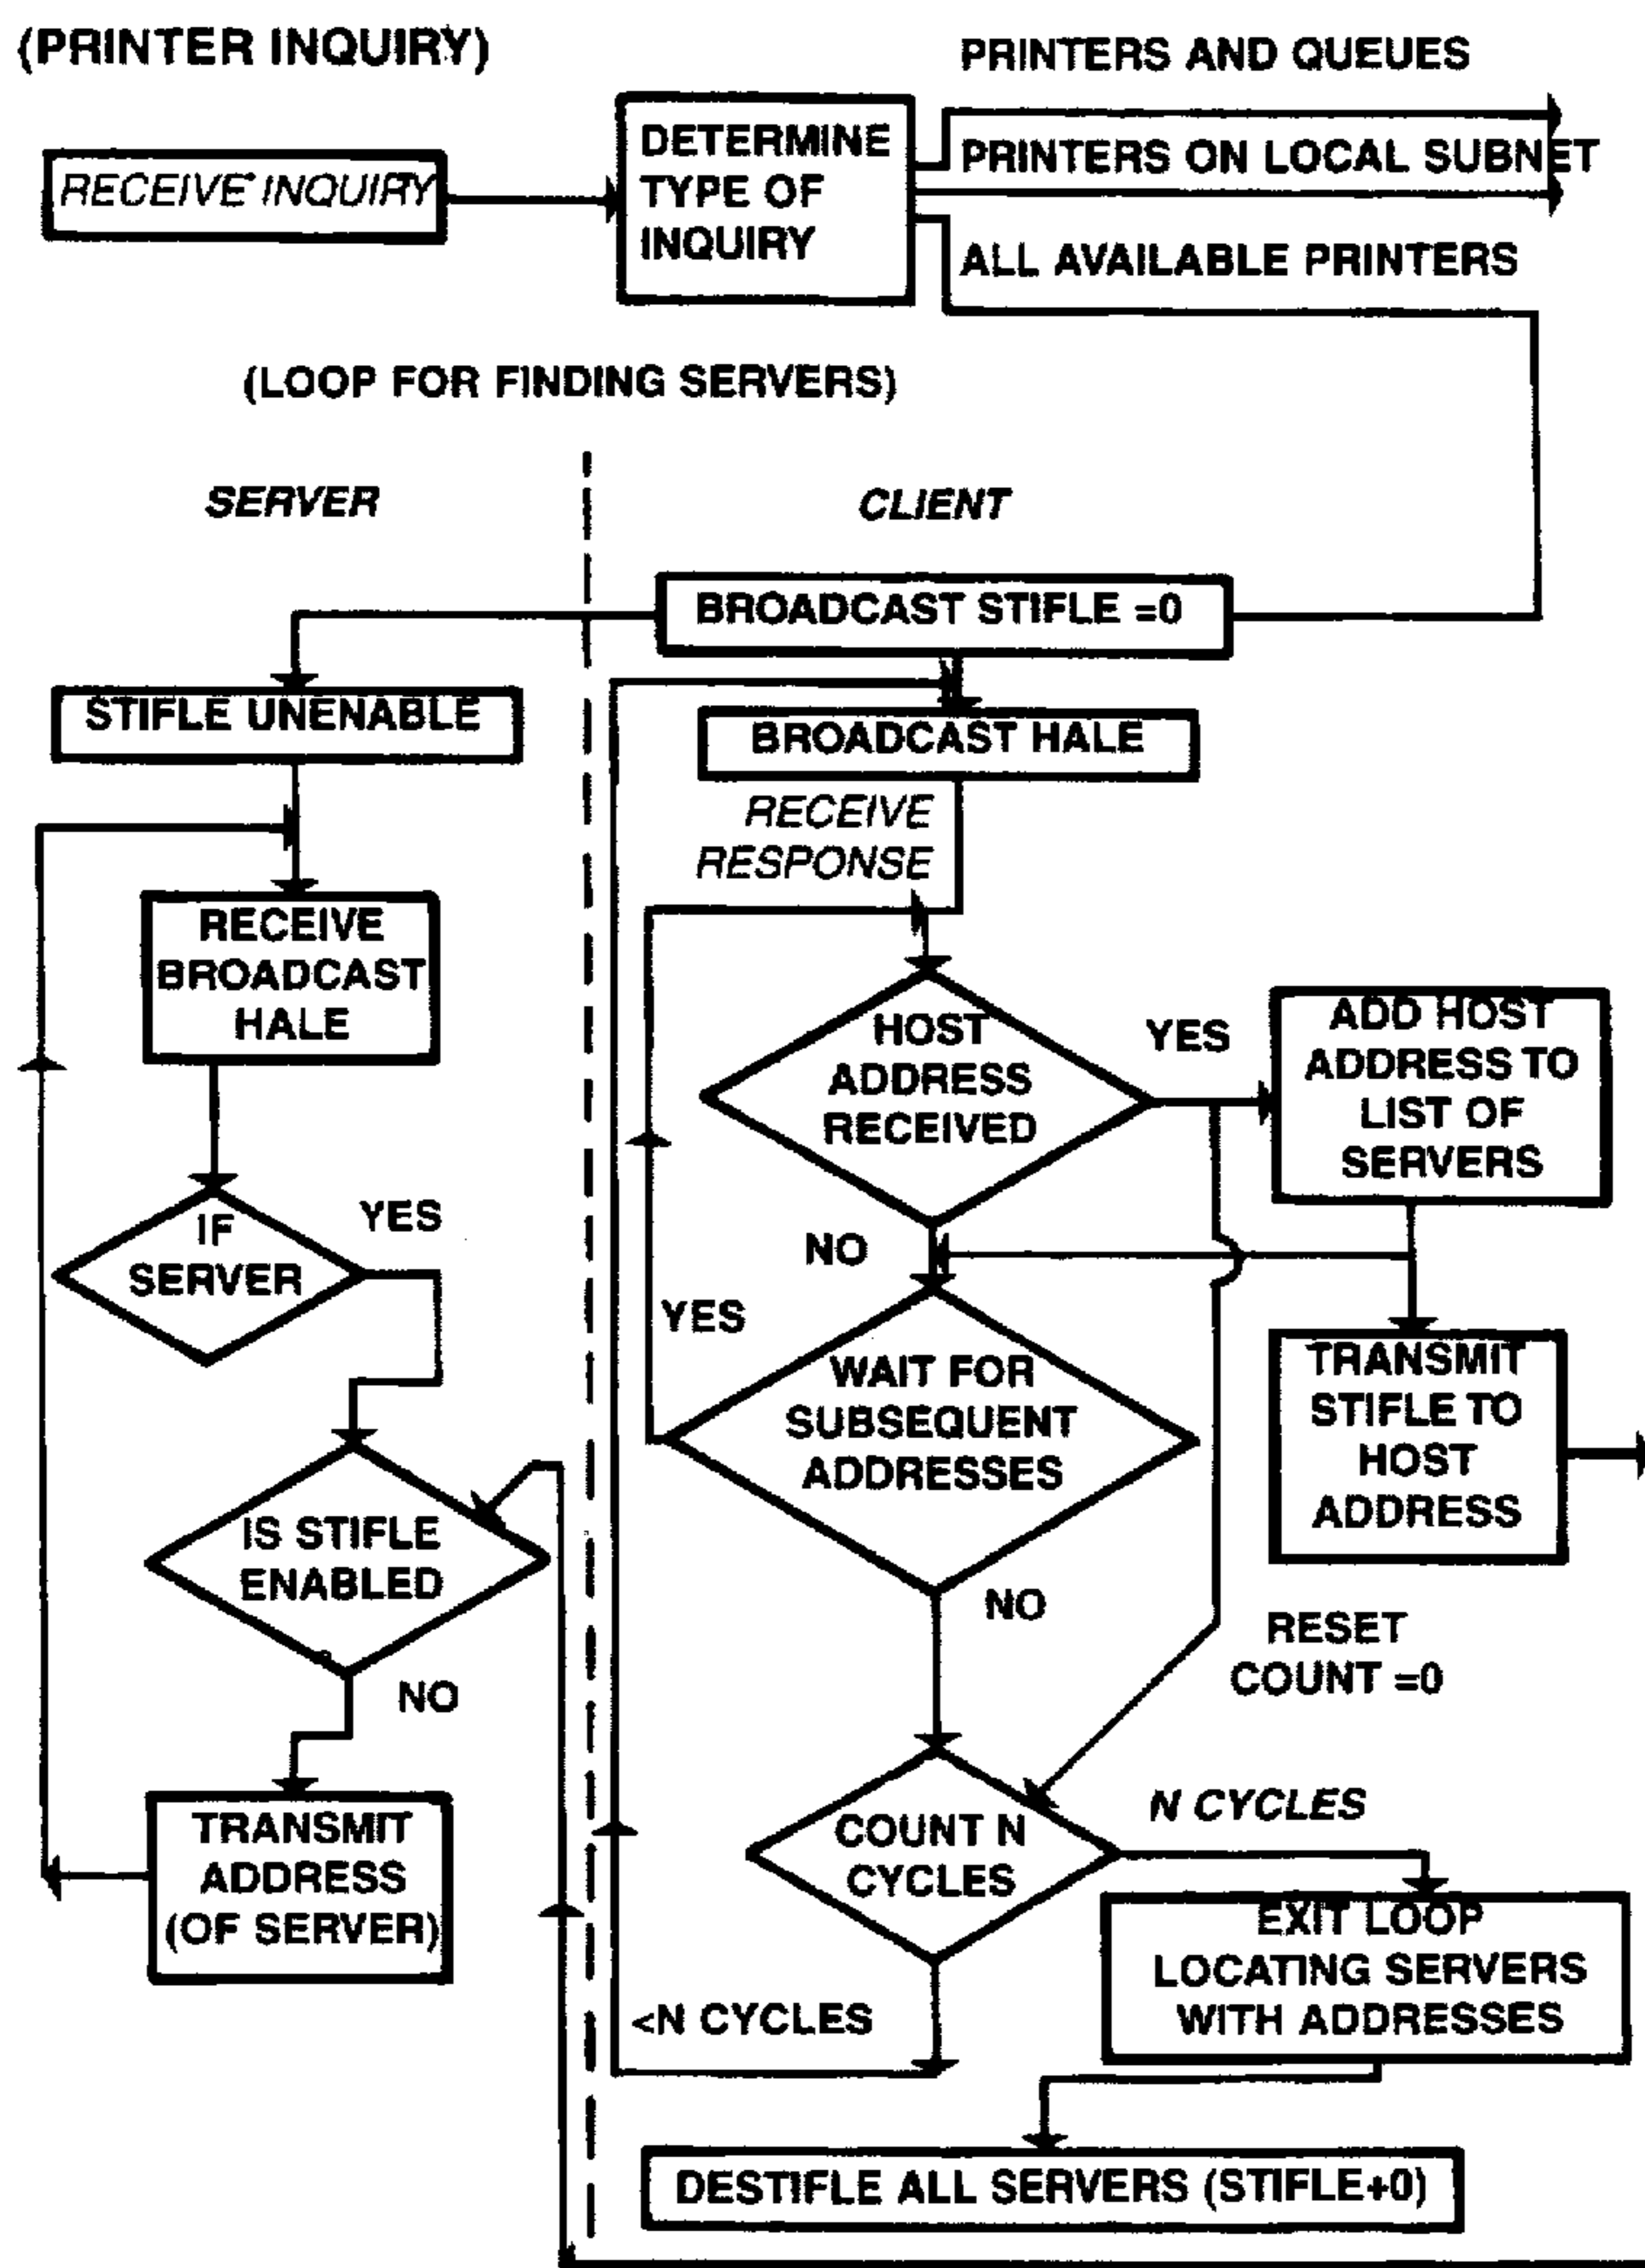 (PRINTER INQUIRY)
RECEIVE INQUIRY
DETERMINE
TYPE OF
INQUIRY
PRINTERS AND QUEUES
PRINTERS ON LOCAL SUBNET
ALL AVAILABLE PRINTERS
(LOOP FOR FINDING SERVERS)
SERVER
CLIENT
BROADCAST STIFLE =0
STIFLE UNENABLE
BROADCAST HALE
RECEIVE
RESPONSE
RECEIVE
BROADCAST
HALE
HOST
ADDRESS
RECEIVED
YES
ADD HOST
ADDRESS TO
LIST OF
SERVERS
IF
SERVER
YES
NO
YES
WAIT FOR
SUBSEQUENT
ADDRESSES
TRANSMIT
STIFLE TO
HOST
ADDRESS
IS STIFLE
ENABLED
NO
NO
RESET
COUNT =0
TRANSMIT
ADDRESS
(OF SERVER)
COUNT N
CYCLES
N CYCLES
EXIT LOOP
LOCATING SERVERS
WITH ADDRESSES
<N CYCLES
DESTIFLE ALL SERVERS (STIFLE+0)